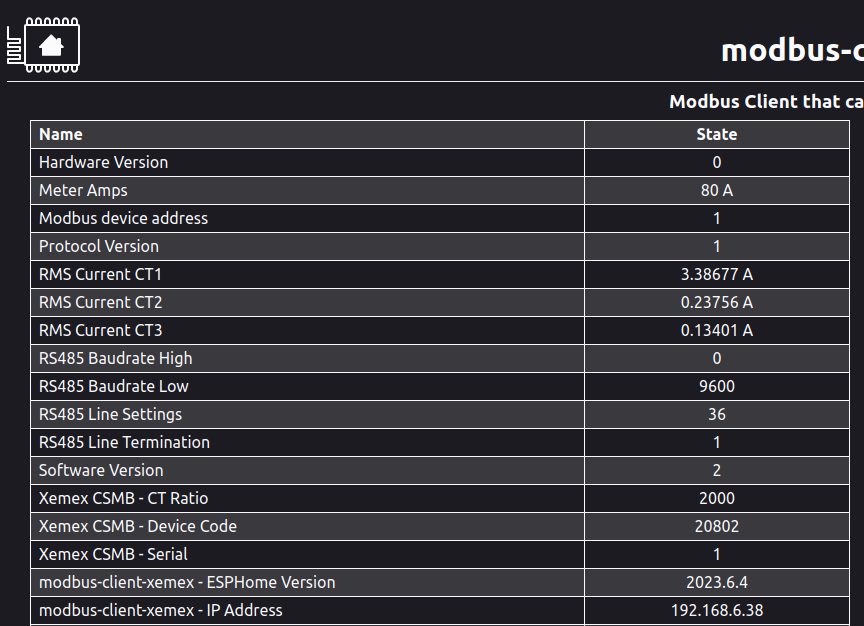 modbus-c
Modbus Client that ca
Name State
Hardware Version 0
Meter Amps 80 A
Modbus device address 1
Protocol Version 1
RMS Current CT1 3.38677 A
RMS Current CT2 0.23756 A
RMS Current CT3 0.13401 A
RS485 Baudrate High 0
RS485 Baudrate Low 9600
RS485 Line Settings 36
RS485 Line Termination 1
Software Version 2
Xemex CSMB - CT Ratio 2000
Xemex CSMB - Device Code 20802
Xemex CSMB - Serial 1
modbus-client-xemex - ESPHome Version 2023.6.4
modbus-client-xemex - IP Address 192.168.6.38